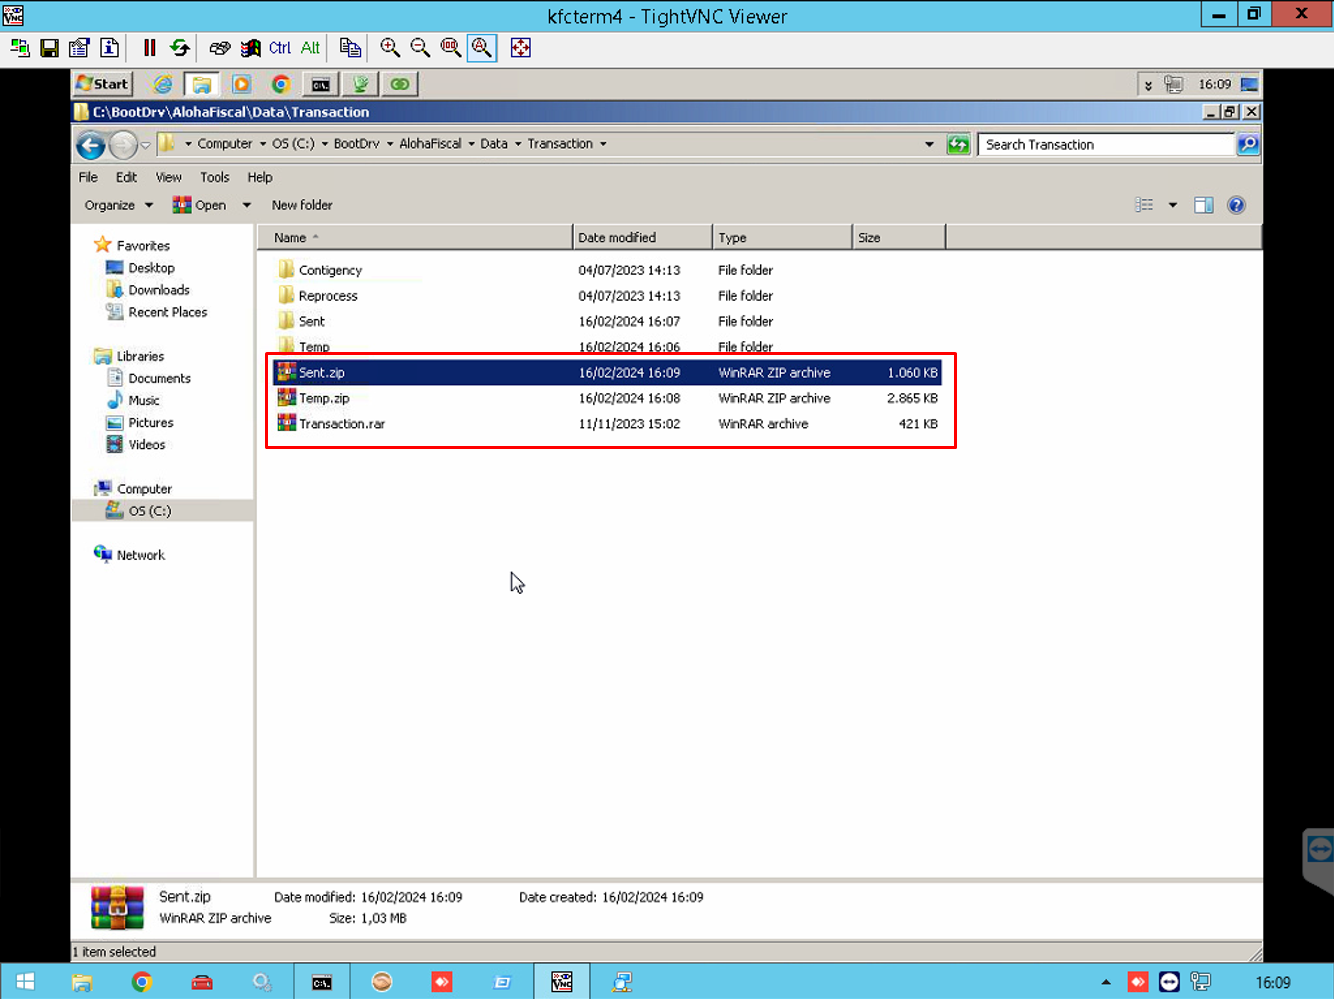 kfcterm4 - TightVNC Viewer
Ctrl Alt
Start
16:09
C:\BootDrv\AlohaFiscal\Data\Transaction
Computer OS (C:) BootDrv AlohaFiscal Data Transaction
Search Transaction
File Edit View Tools Help
Organize Open New folder
Name Date modified Type Size
Favorites
Desktop
Downloads
Recent Places
Libraries
Documents
Music
Pictures
Videos
Computer
OS (C:)
Network
Contigency 04/07/2023 14:13 File folder
Reprocess 04/07/2023 14:13 File folder
Sent 16/02/2024 16:07 File folder
Temp 16/02/2024 16:06 File folder
Sent.zip 16/02/2024 16:09 WinRAR ZIP archive 1.060 KB
Temp.zip 16/02/2024 16:08 WinRAR ZIP archive 2.865 KB
Transaction.rar 11/11/2023 15:02 WinRAR archive 421 KB
Sent.zip Date modified: 16/02/2024 16:09 Date created: 16/02/2024 16:09
WinRAR ZIP archive Size: 1,03 MB
1 item selected
16:09